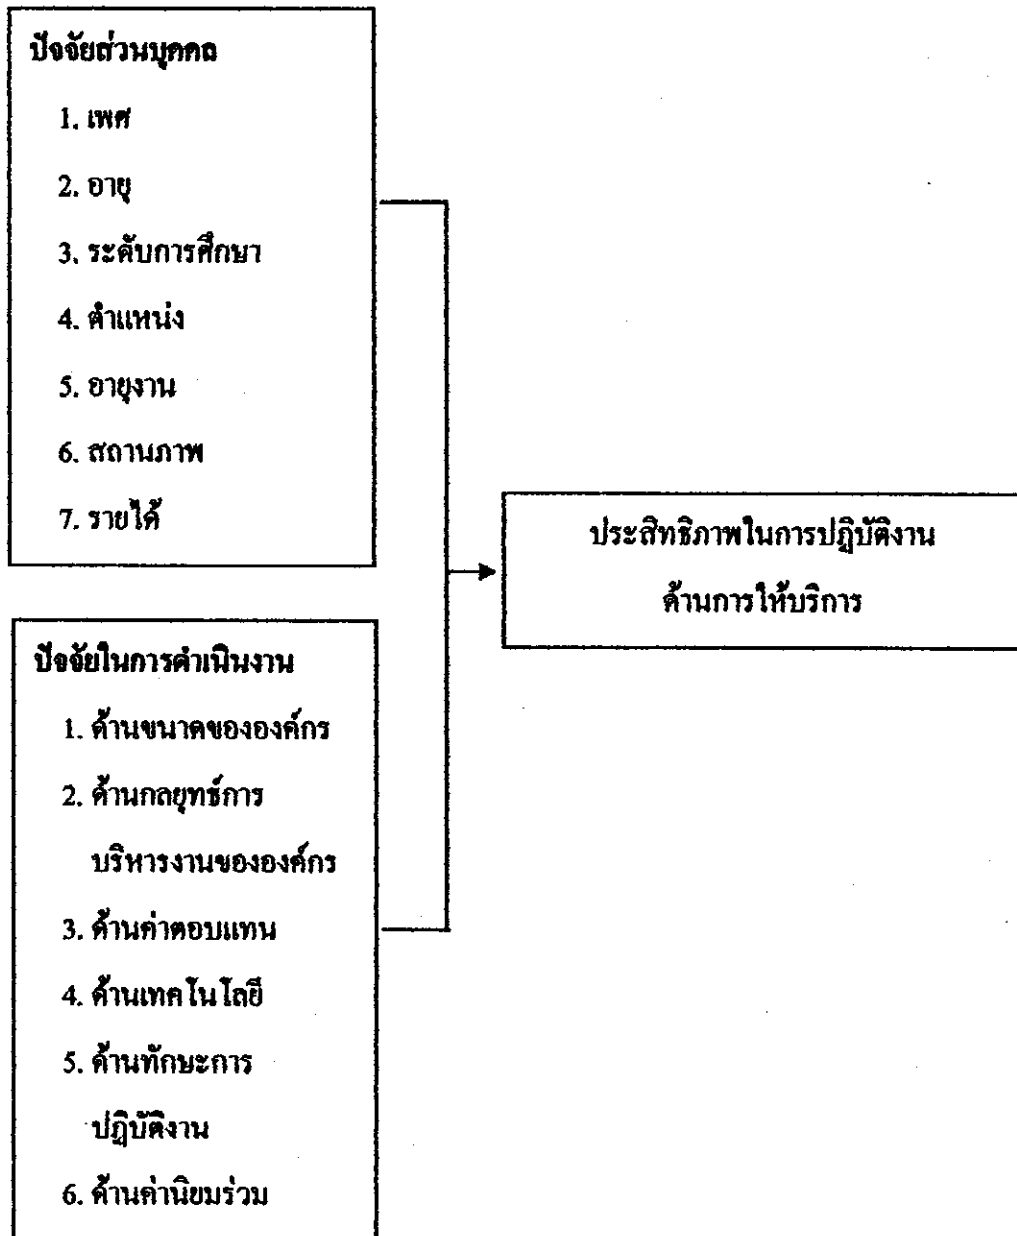 ปัจจัยส่วนบุคคล
1. เพศ
2. อายุ
3. ระดับการศึกษา
4. ตำแหน่ง
5. อายุงาน
6. สถานภาพ
7. รายได้
ประสิทธิภาพในการปฏิบัติงาน
ด้านการให้บริการ
ปัจจัยในการดำเนินงาน
1. ด้านขนาดขององค์กร
2. ด้านกลยุทธ์การ
บริหารงานขององค์กร
3. ด้านค่าตอบแทน
4. ด้านเทคโนโลยี
5. ด้านทักษะการ
ปฏิบัติงาน
6. ด้านค่านิยมร่วม